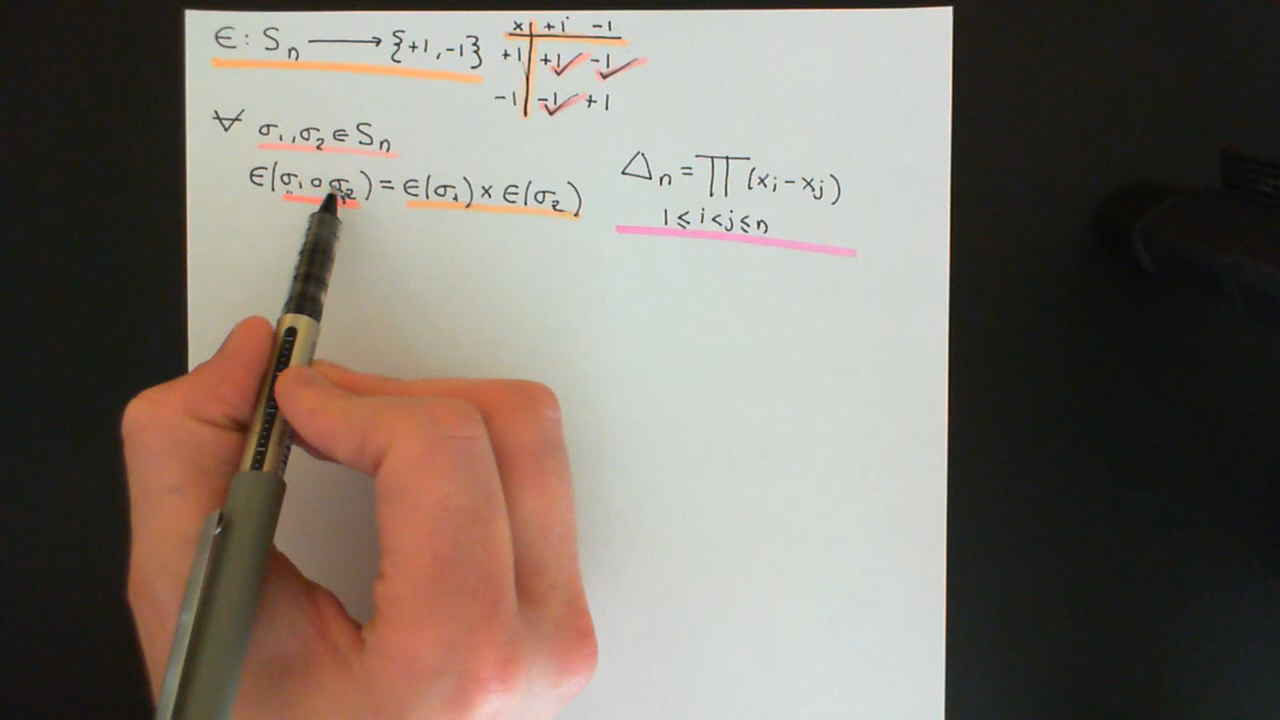 ∈ : Sₙ ⟶ {+1, -1}
x +1 -1
+1 +1 -1
-1 -1 +1
∀ σ₁, σ₂ ∈ Sₙ
∈(σ₁ ∘ σ₂) = ∈(σ₁) × ∈(σ₂)
Δₙ = ∏ (xᵢ - xⱼ)
1 ≤ i < j ≤ n